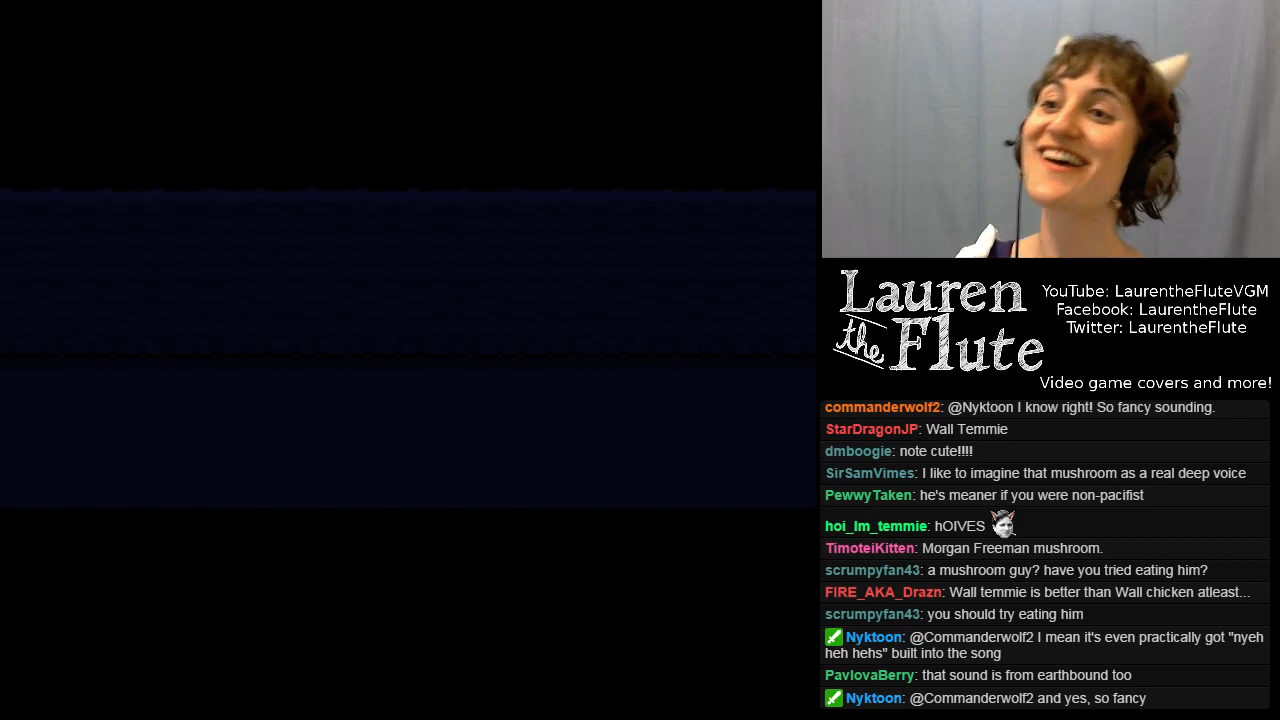 Lauren
the Flute
YouTube: LaurentheFluteVGM
Facebook: LaurentheFlute
Twitter: LaurentheFlute
Video game covers and more!
commanderwolf2: @Nyktoon I know right! So fancy sounding.
StarDragonJP: Wall Temmie
dmboogie: note cute!!!!
SirSamVimes: I like to imagine that mushroom as a real deep voice
PewwyTaken: he's meaner if you were non-pacifist
hoi_Im_temmie: hOIVES
TimoteiKitten: Morgan Freeman mushroom.
scrumpyfan43: a mushroom guy? have you tried eating him?
FIRE_AKA_Drazn: Wall temmie is better than Wall chicken atleast...
scrumpyfan43: you should try eating him
Nyktoon: @Commanderwolf2 I mean it's even practically got "nyeh
heh hehs" built into the song
PavlovaBerry: that sound is from earthbound too
Nyktoon: @Commanderwolf2 and yes, so fancy